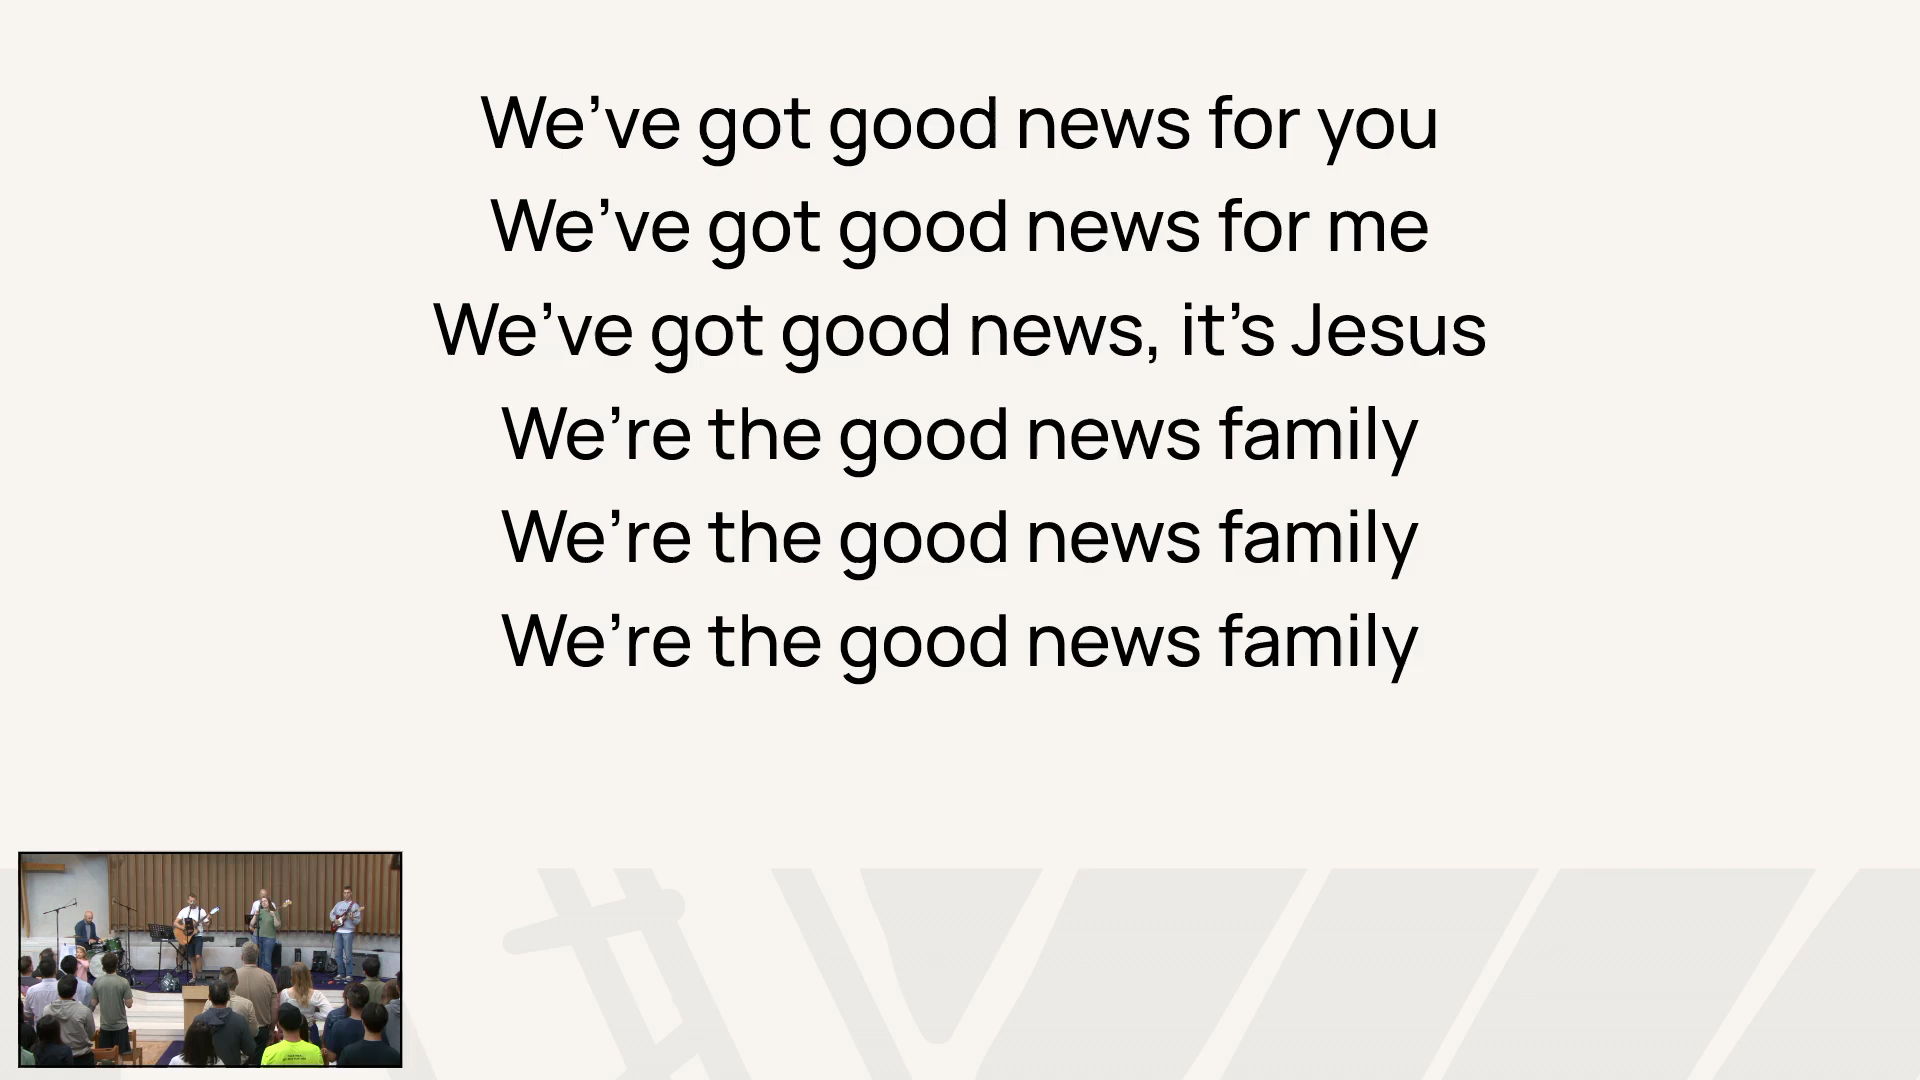 We’ve got good news for you
We’ve got good news for me
We’ve got good news, it’s Jesus
We’re the good news family
We’re the good news family
We’re the good news family